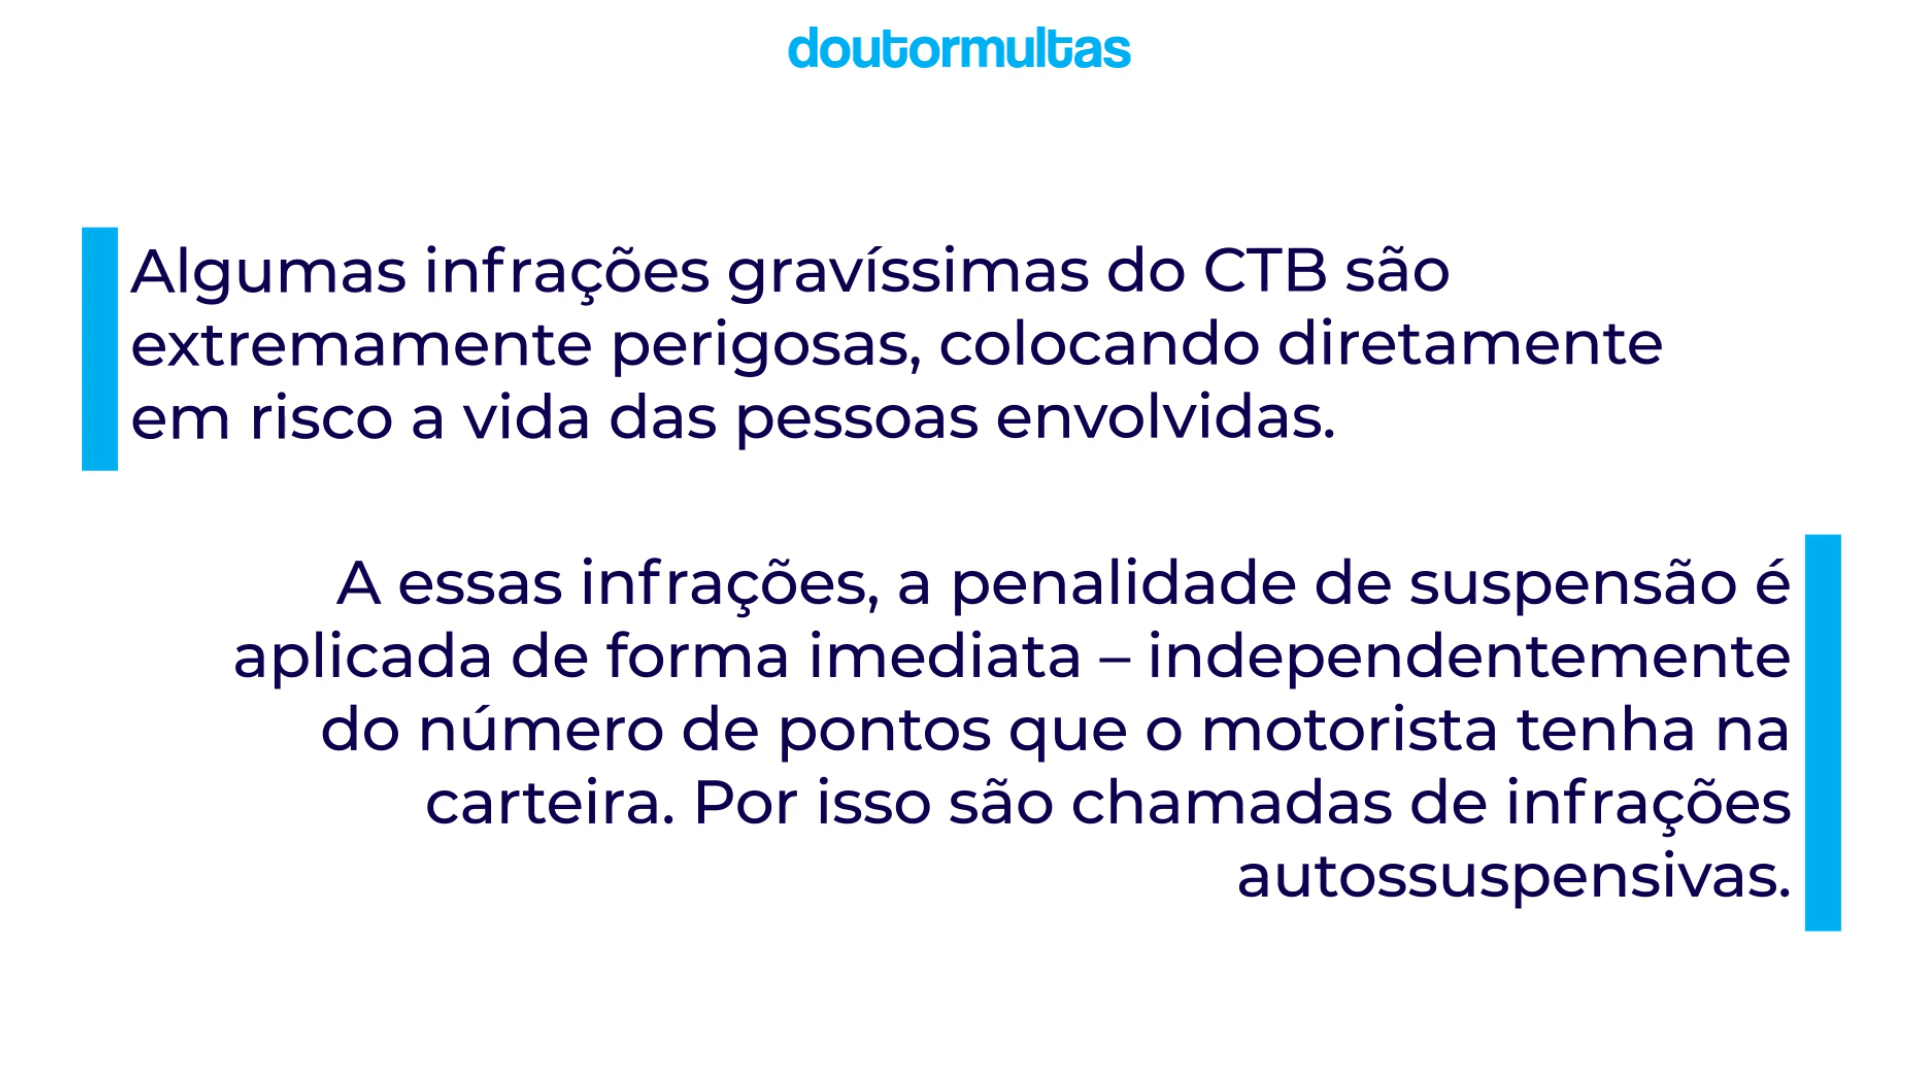 doutormultas
Algumas infrações gravíssimas do CTB são
extremamente perigosas, colocando diretamente
em risco a vida das pessoas envolvidas.
A essas infrações, a penalidade de suspensão é
aplicada de forma imediata – independentemente
do número de pontos que o motorista tenha na
carteira. Por isso são chamadas de infrações
autossuspensivas.